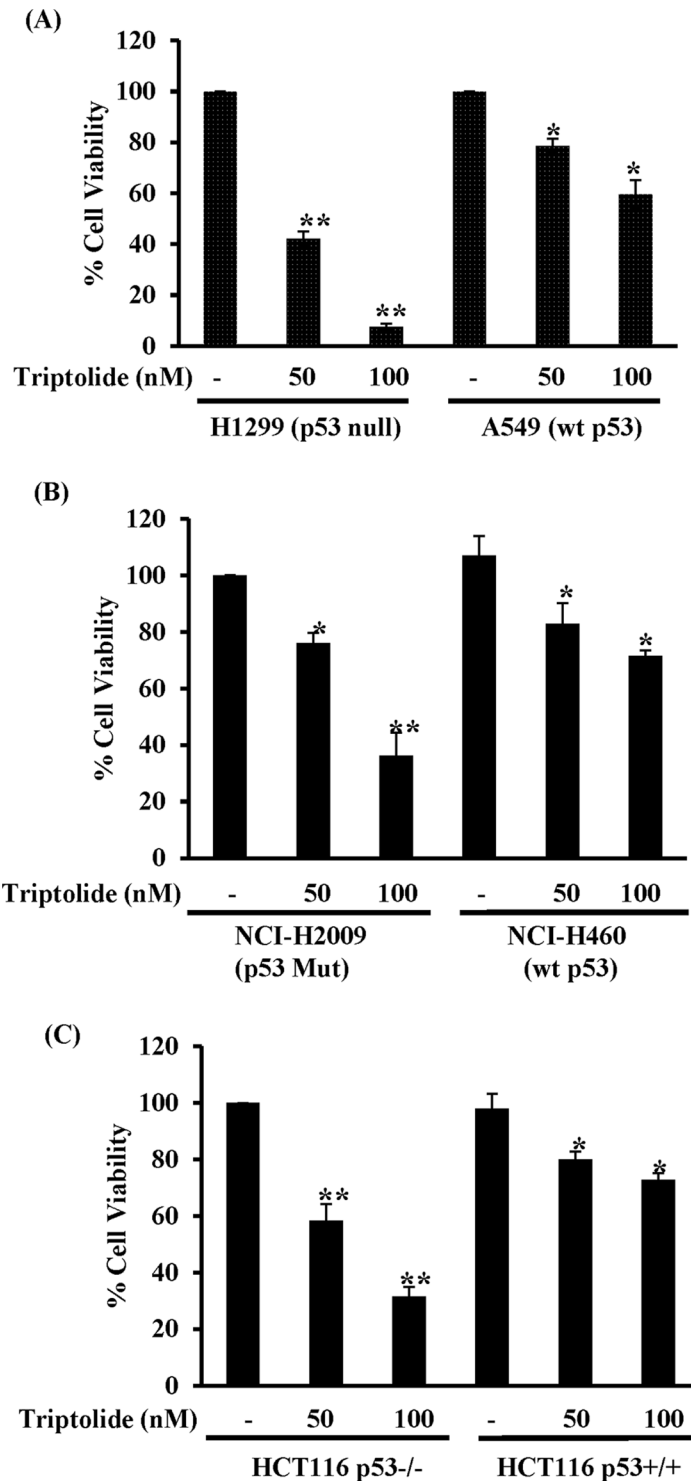 (A)
120
100
80
60
40
20
0
% Cell Viability
** ** * *
Triptolide (nM) - 50 100 - 50 100
H1299 (p53 null) A549 (wt p53)
(B)
120
100
80
60
40
20
0
% Cell Viability
* ** * *
Triptolide (nM) - 50 100 - 50 100
NCI-H2009 NCI-H460
(p53 Mut) (wt p53)
(C)
120
100
80
60
40
20
0
% Cell Viability
** ** * *
Triptolide (nM) - 50 100 - 50 100
HCT116 p53-/- HCT116 p53+/+